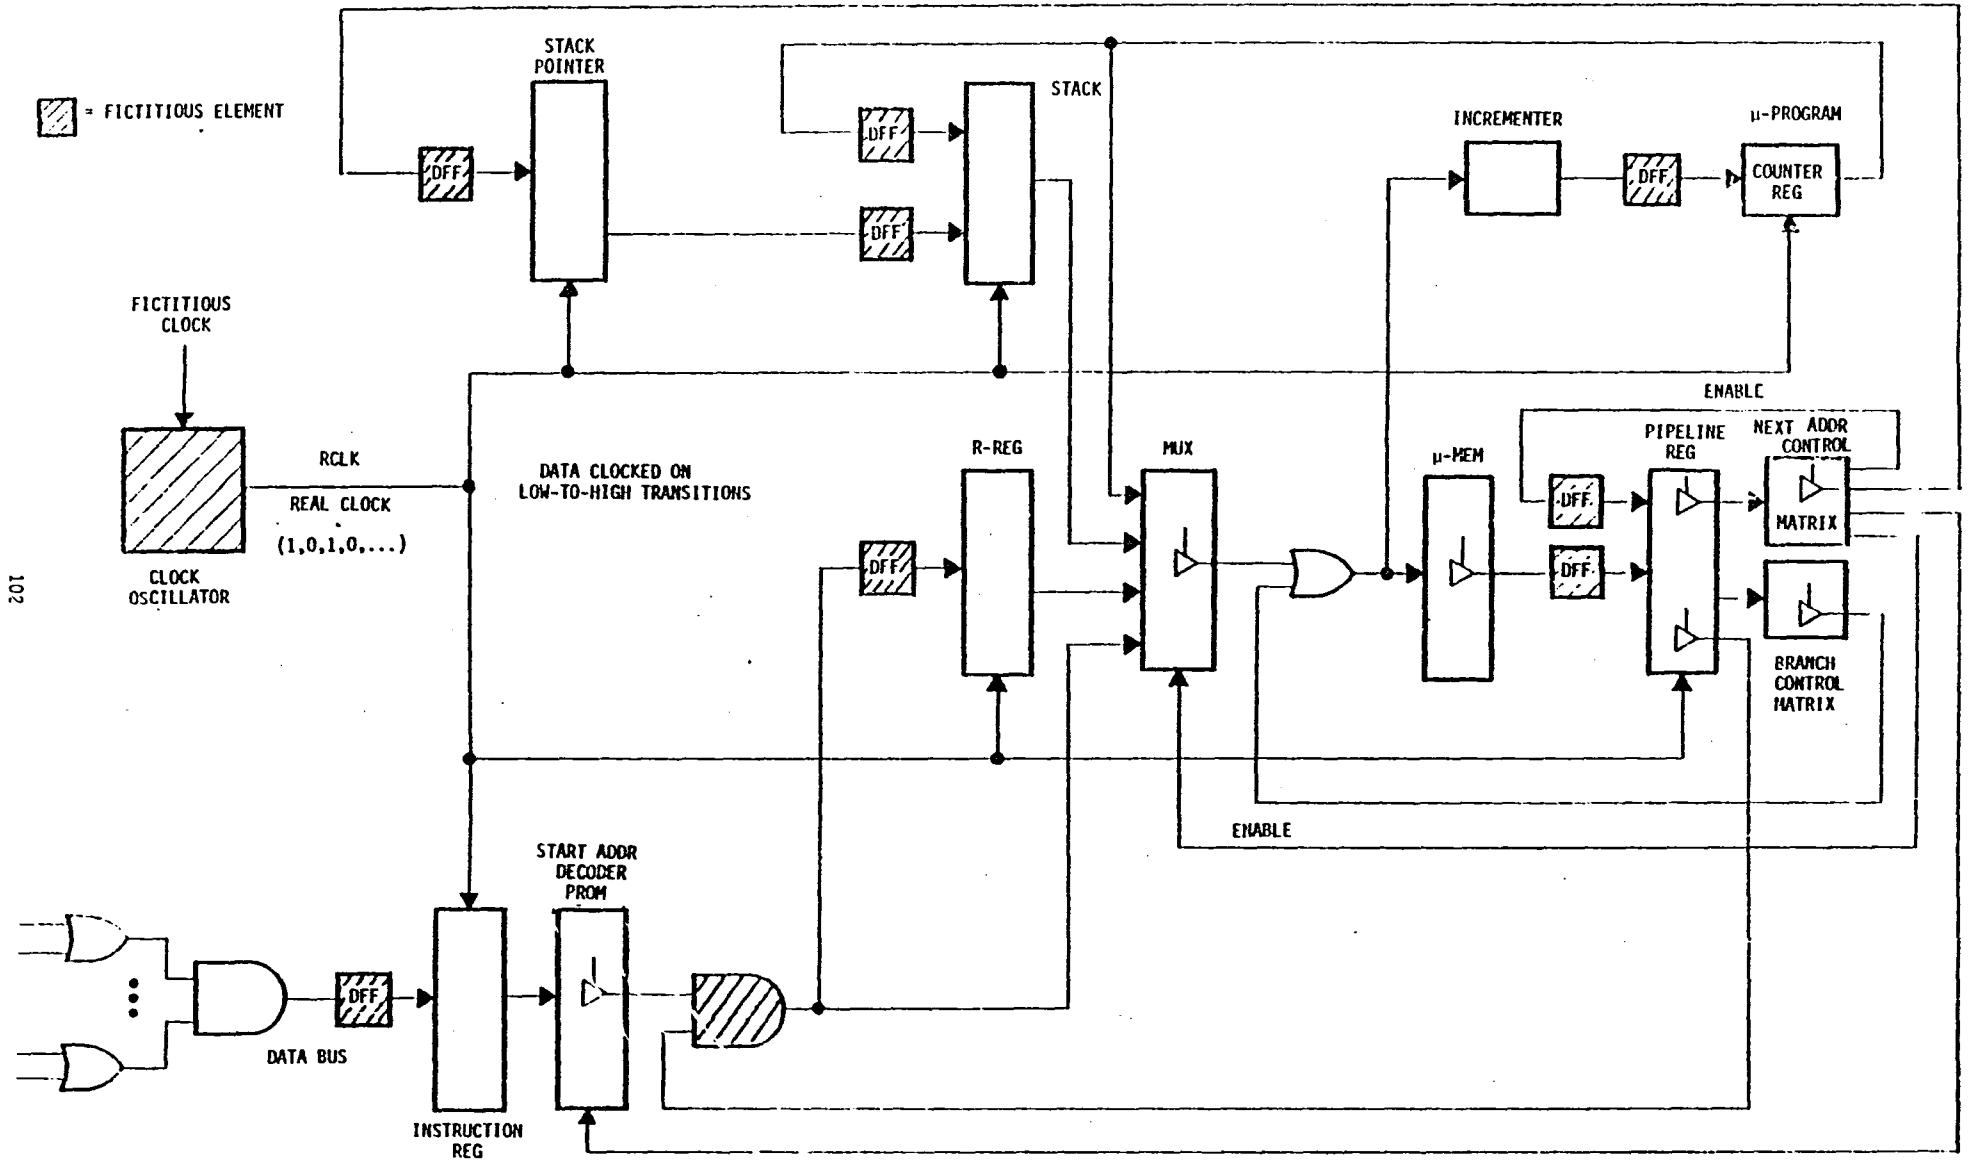 STACK
POINTER
= FICTITIOUS ELEMENT
DFF
DFF
DFF
STACK
INCREMENTER
DFF
μ-PROGRAM
COUNTER
REG
FICTITIOUS
CLOCK
RCLK
REAL CLOCK
(1,0,1,0,...)
CLOCK
OSCILLATOR
DATA CLOCKED ON
LOW-TO-HIGH TRANSITIONS
R-REG
DFF
MUX
μ-MEM
DFF
DFF
PIPELINE
REG
ENABLE
NEXT ADDR
CONTROL
MATRIX
BRANCH
CONTROL
MATRIX
ENABLE
START ADDR
DECODER
PROM
DFF
DATA BUS
INSTRUCTION
REG
102